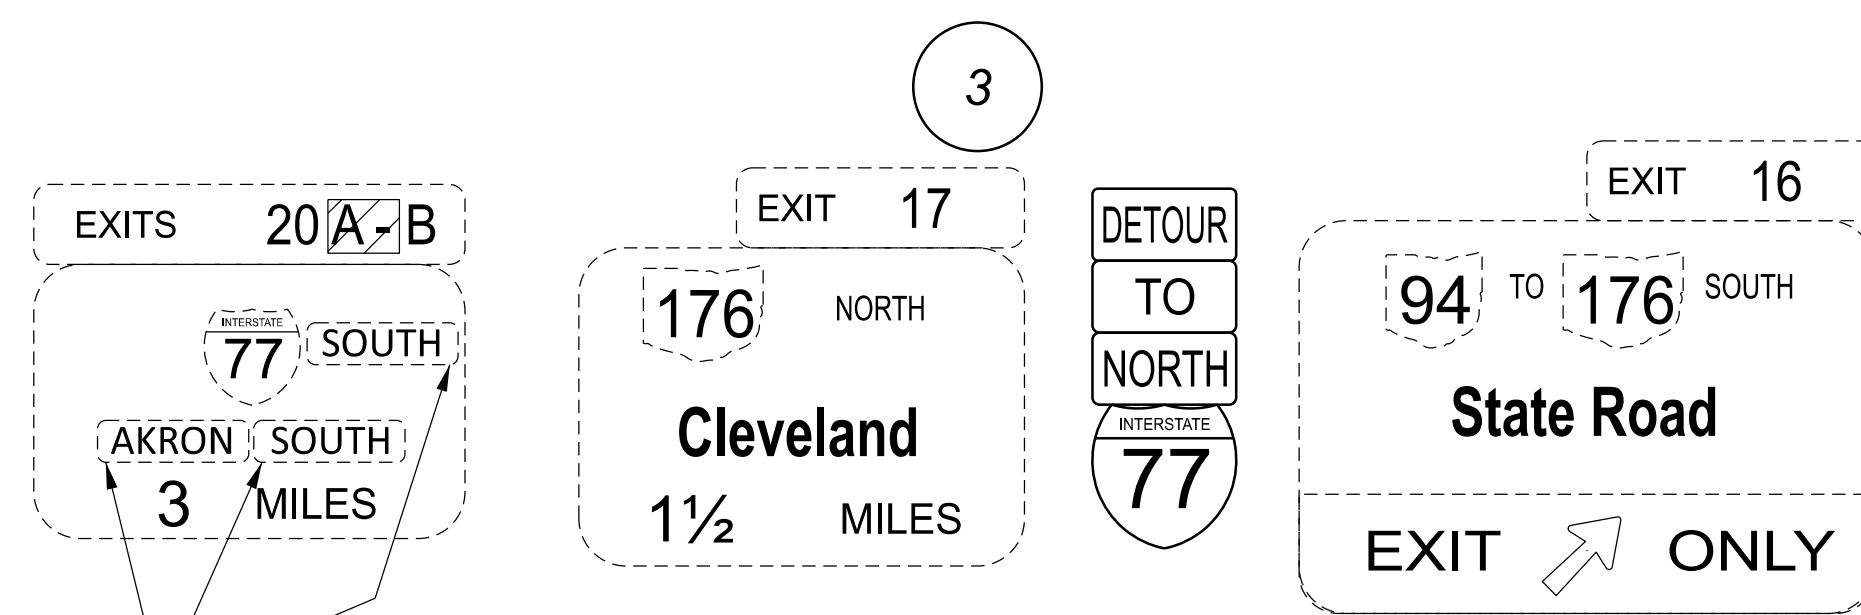 3
EXITS 20 A - B
INTERSTATE
77 SOUTH
AKRON SOUTH
3 MILES
EXIT 17
176 NORTH
Cleveland
1½ MILES
DETOUR
TO
NORTH
INTERSTATE
77
EXIT 16
94 TO 176 SOUTH
State Road
EXIT ONLY